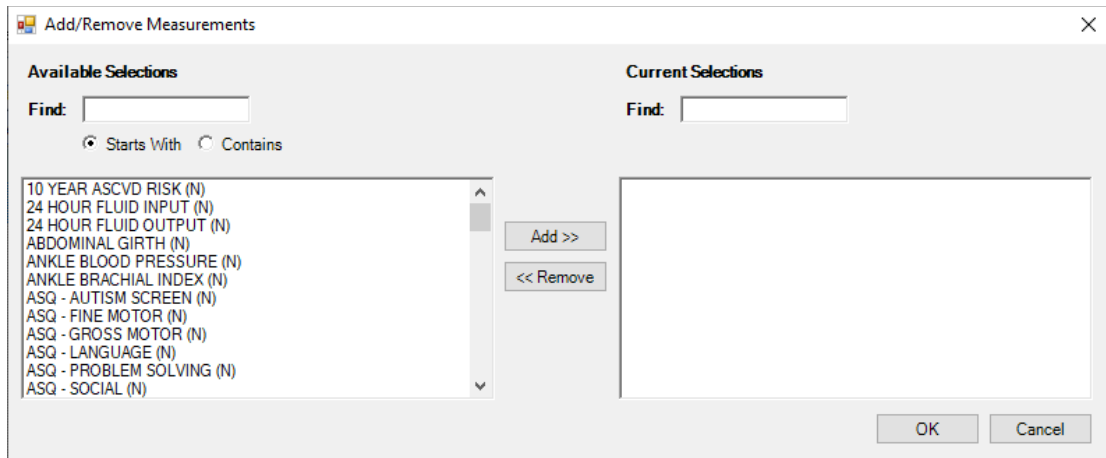 Add/Remove Measurements
Available Selections
Find:
Starts With Contains
10 YEAR ASCVD RISK (N)
24 HOUR FLUID INPUT (N)
24 HOUR FLUID OUTPUT (N)
ABDOMINAL GIRTH (N)
ANKLE BLOOD PRESSURE (N)
ANKLE BRACHIAL INDEX (N)
ASQ - AUTISM SCREEN (N)
ASQ - FINE MOTOR (N)
ASQ - GROSS MOTOR (N)
ASQ - LANGUAGE (N)
ASQ - PROBLEM SOLVING (N)
ASQ - SOCIAL (N)
Add >>
<< Remove
Current Selections
Find:
OK Cancel